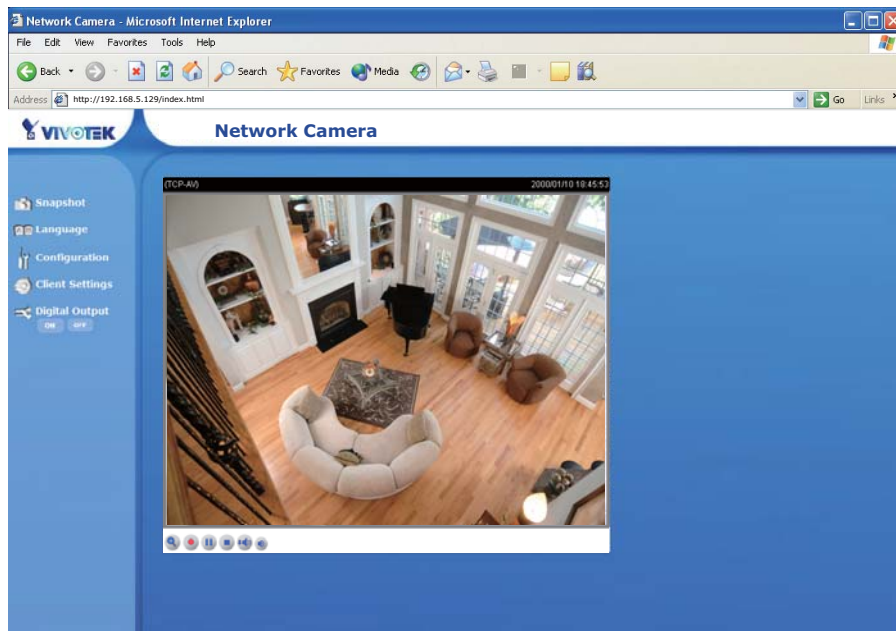 Network Camera - Microsoft Internet Explorer
File Edit View Favorites Tools Help
Back Search Favorites Media
Address http://192.168.5.129/index.html Go Links
VIVOTEK
Network Camera
(TCP-AV) 2000/01/10 18:45:53
Snapshot
Language
Configuration
Client Settings
Digital Output
ON OFF